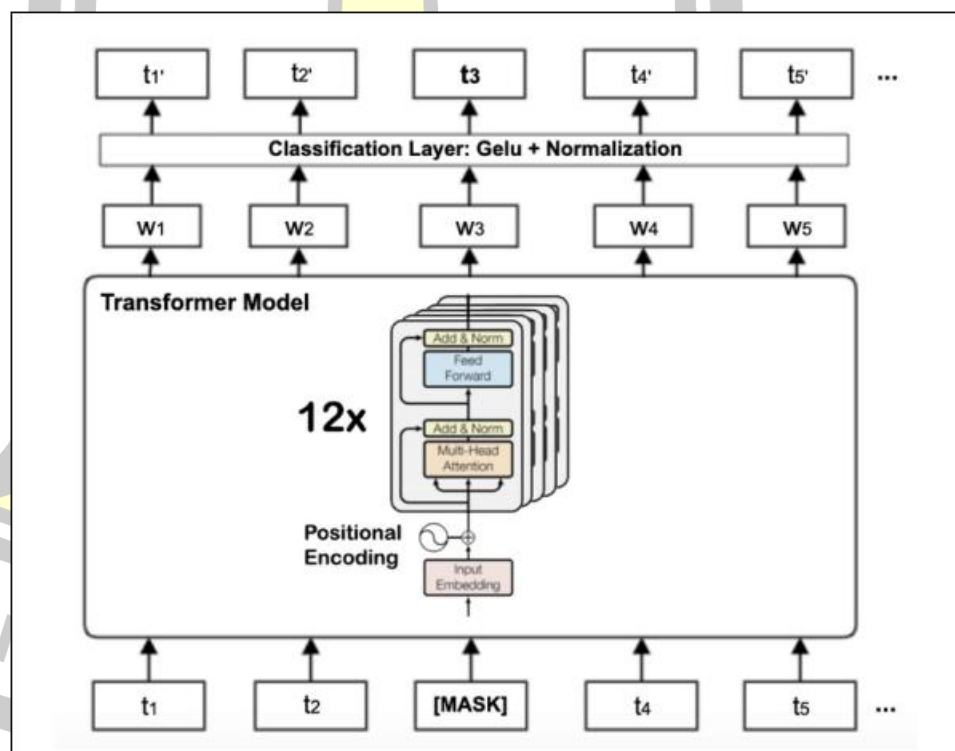 t1' t2' t3 t4' t5' ...
Classification Layer: Gelu + Normalization
W1 W2 W3 W4 W5
Transformer Model
Add & Norm
Feed
Forward
12x
Add & Norm
Multi-Head
Attention
Positional
Encoding
Input
Embedding
t1 t2 [MASK] t4 t5 ...